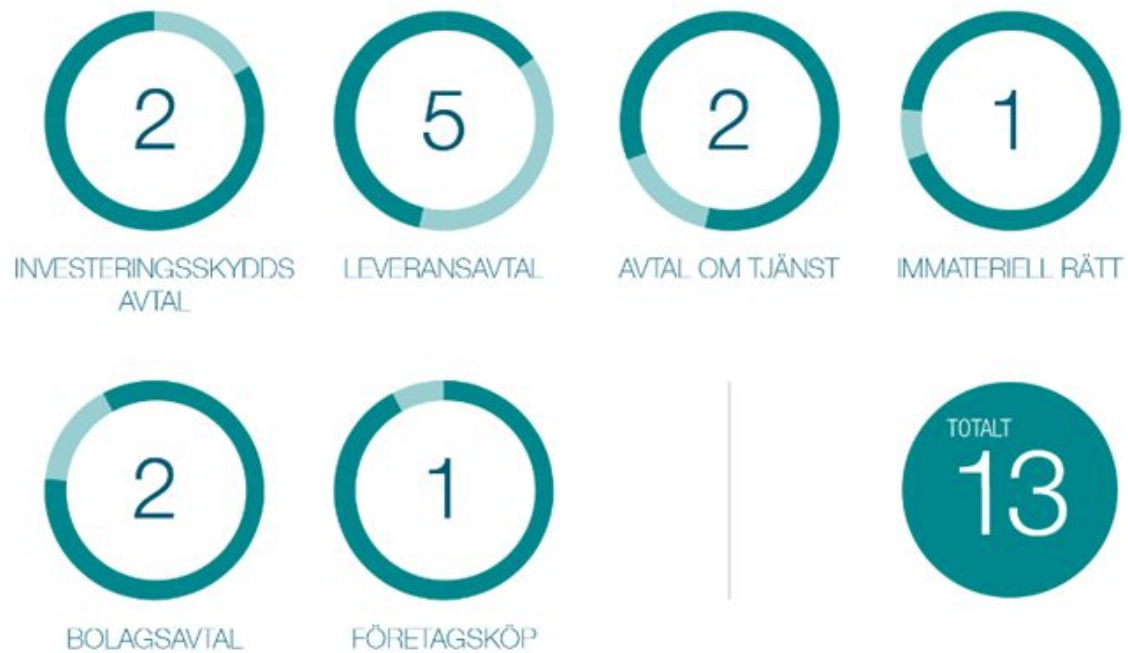 2
5
2
1
INVESTERINGSSKYDDS
AVTAL
LEVERANSAVTAL
AVTAL OM TJÄNST
IMMATERIELL RÄTT
2
1
TOTALT
13
BOLAGSAVTAL
FÖRETAGSKÖP